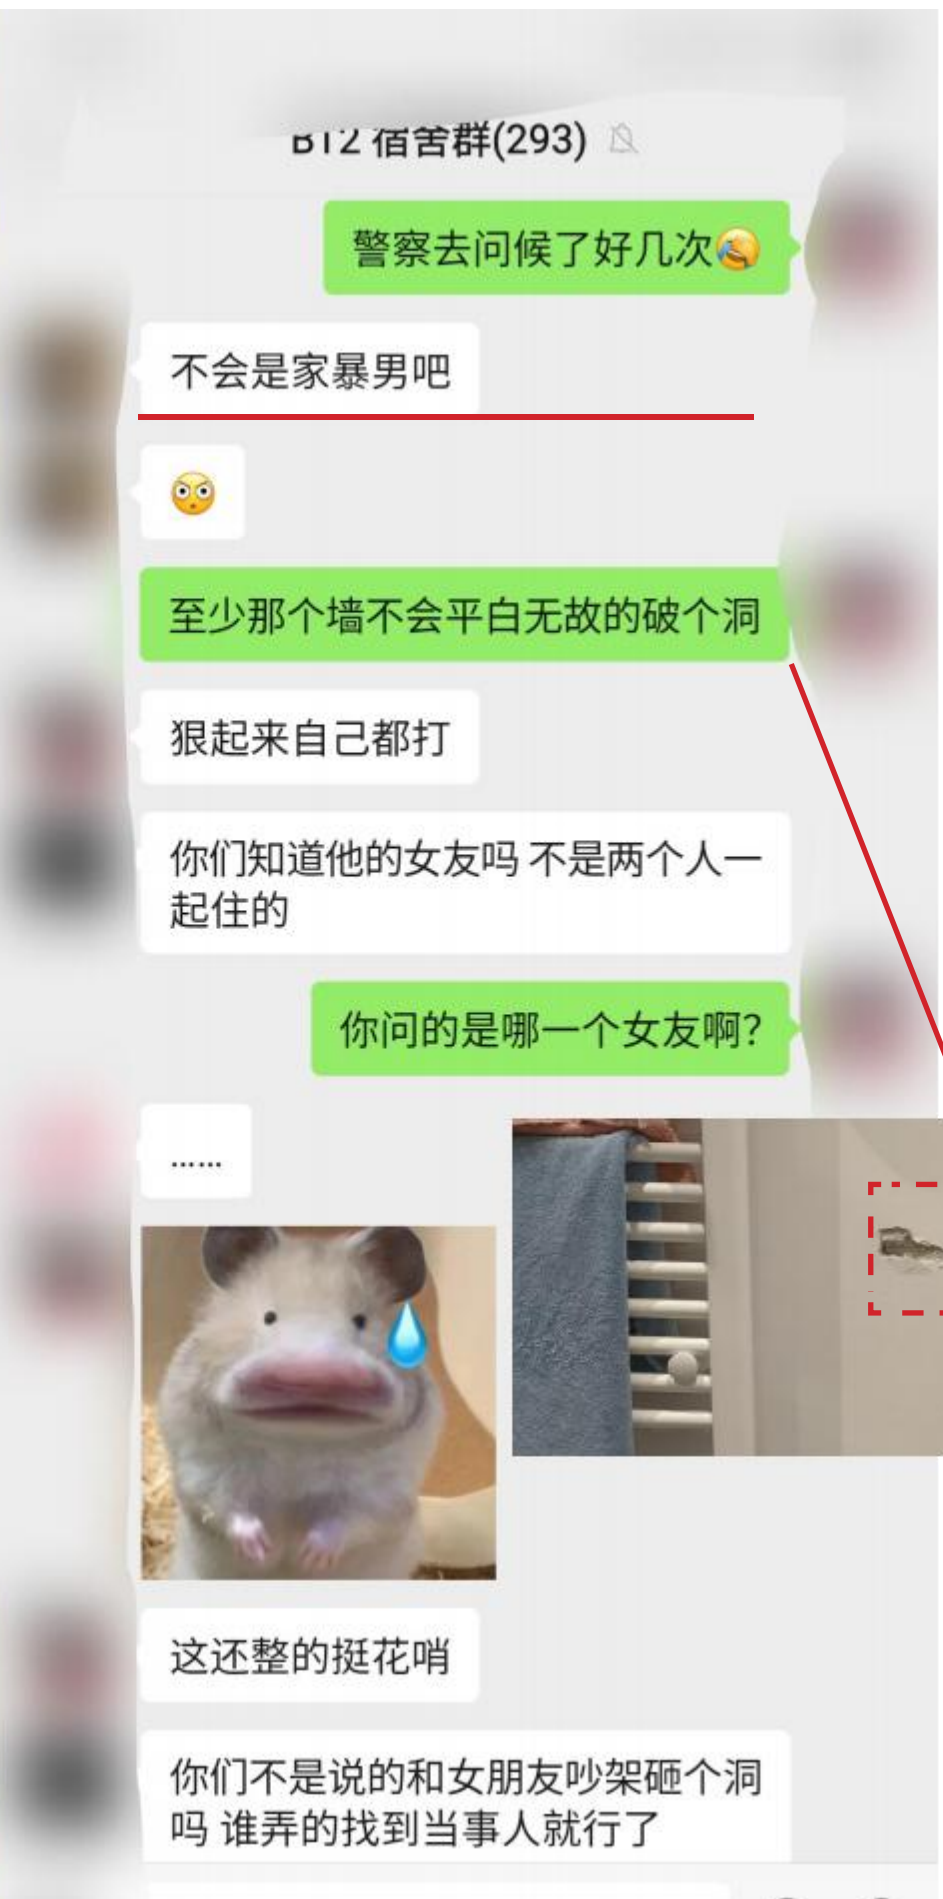 B12 宿舍群(293)
警察去问候了好几次
不会是家暴男吧
至少那个墙不会平白无故的破个洞
狠起来自己都打
你们知道他的女友吗 不是两个人一
起住的
你问的是哪一个女友啊？
……
这还整的挺花哨
你们不是说的和女朋友吵架砸个洞
吗 谁弄的找到当事人就行了